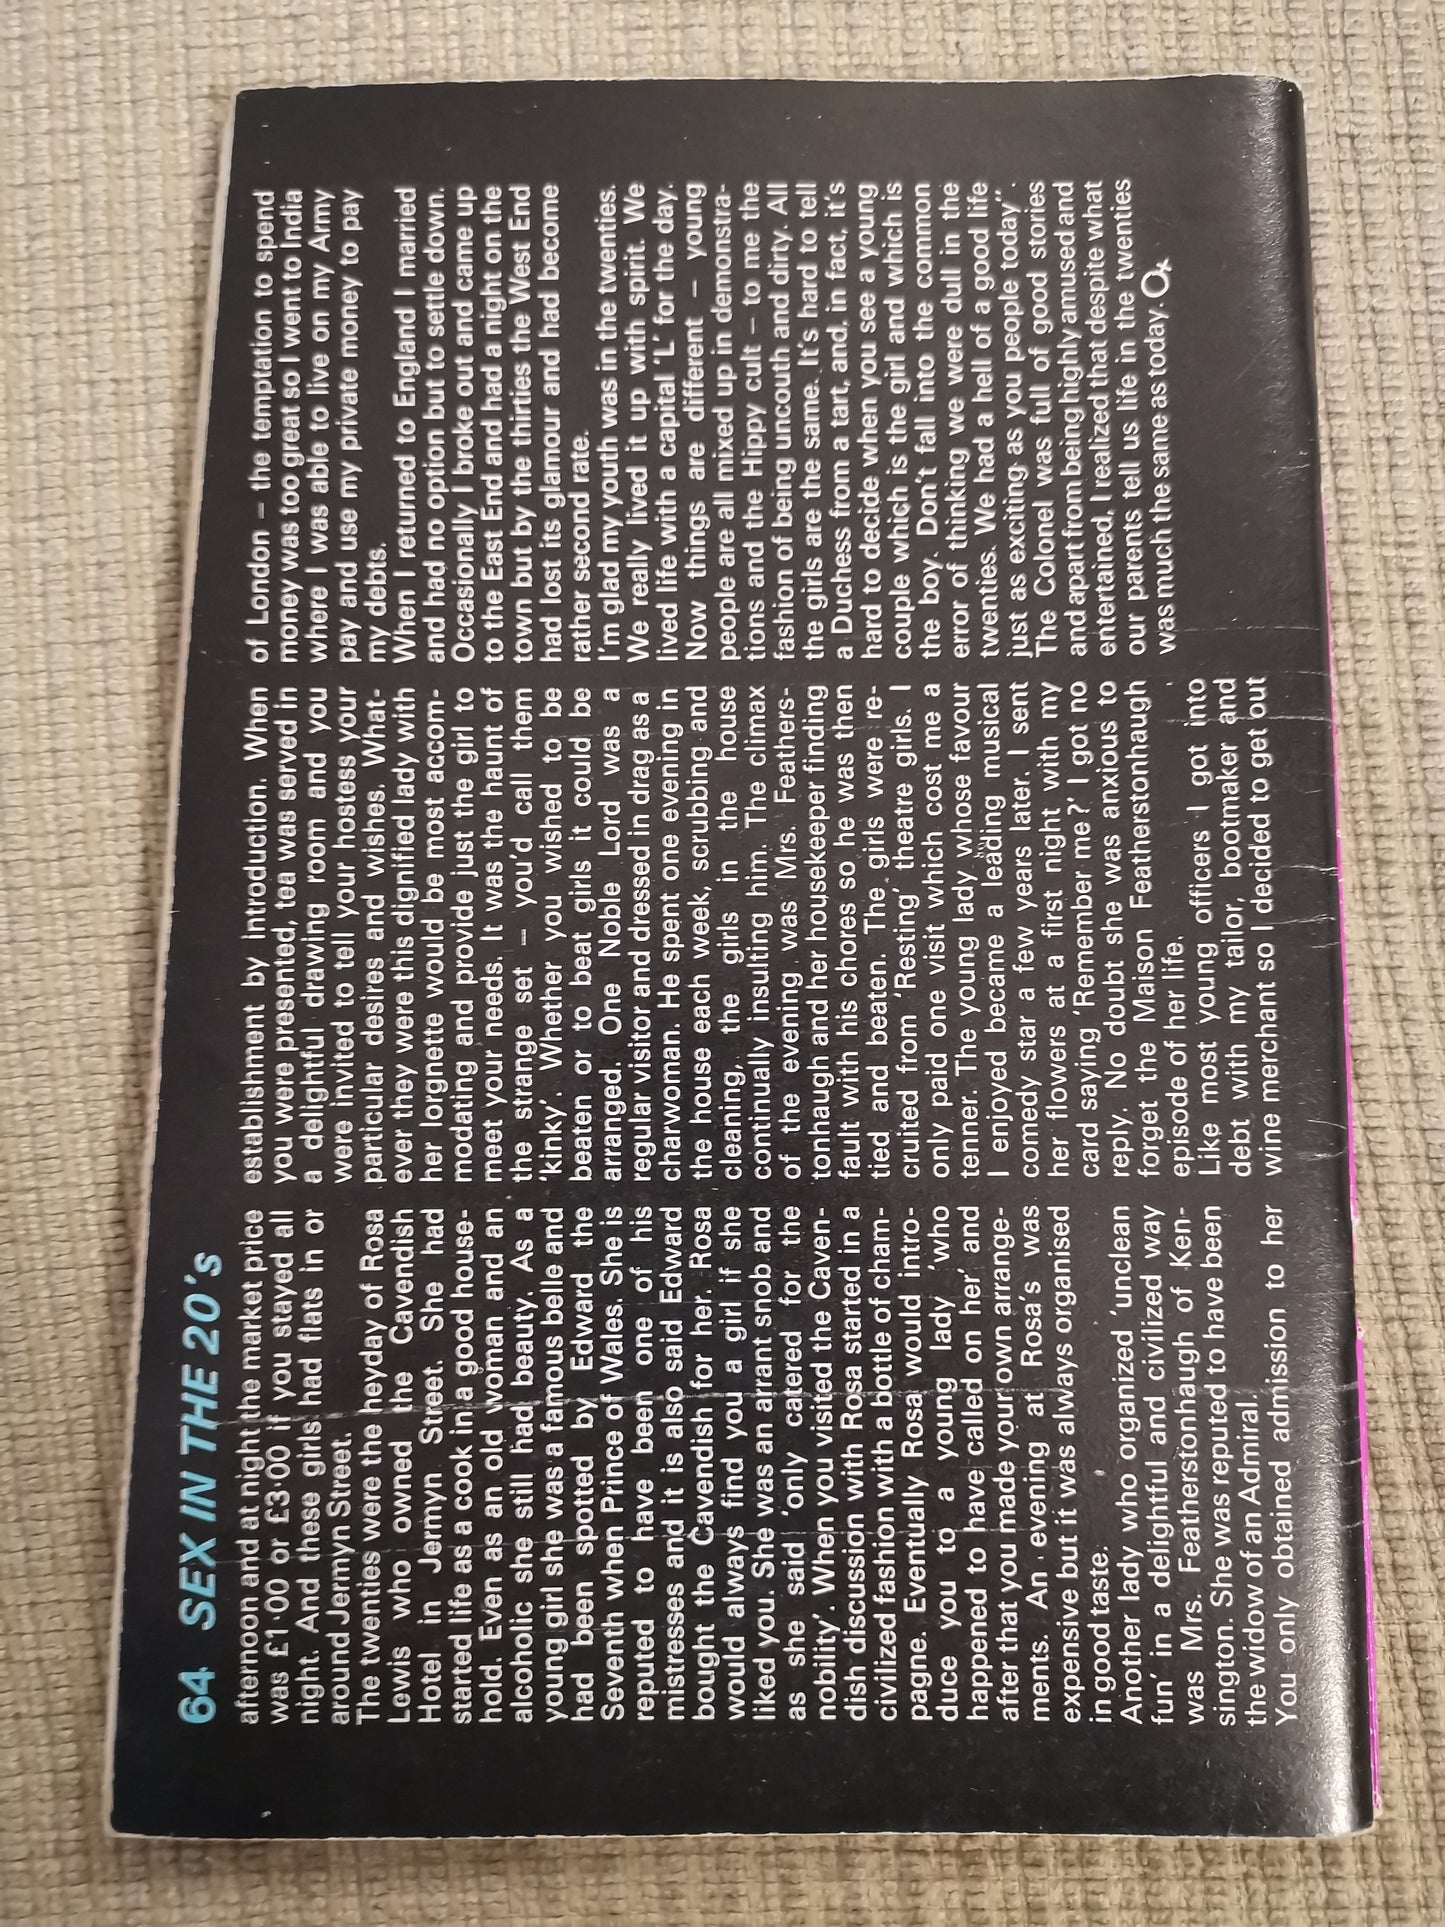 64 SEX IN THE 20's
afternoon and at night the market price
was £1·00 or £3·00 if you stayed all
night. And these girls had flats in or
around Jermyn Street.
The twenties were the heyday of Rosa
Lewis who owned the Cavendish
Hotel in Jermyn Street. She had
started life as a cook in a good house-
hold. Even as an old woman and an
alcoholic she still had beauty. As a
young girl she was a famous belle and
had been spotted by Edward the
Seventh when Prince of Wales. She is
reputed to have been one of his
mistresses and it is also said Edward
bought the Cavendish for her. Rosa
would always find you a girl if she
liked you. She was an arrant snob and
as she said 'only catered for the
nobility'. When you visited the Caven-
dish discussion with Rosa started in a
civilized fashion with a bottle of cham-
pagne. Eventually Rosa would intro-
duce you to a young lady 'who
happened to have called on her' and
after that you made your own arrange-
ments. An evening at Rosa's was
expensive but it was always organised
in good taste.
Another lady who organized 'unclean
fun' in a delightful and civilized way
was Mrs. Featherstonhaugh of Ken-
sington. She was reputed to have been
the widow of an Admiral.
You only obtained admission to her
establishment by introduction. When
you were presented, tea was served in
a delightful drawing room and you
were invited to tell your hostess your
particular desires and wishes. What-
ever they were this dignified lady with
her lorgnette would be most accom-
modating and provide just the girl to
meet your needs. It was the haunt of
the strange set – you'd call them
'kinky'. Whether you wished to be
beaten or to beat girls it could be
arranged. One Noble Lord was a
regular visitor and dressed in drag as a
charwoman. He spent one evening in
the house each week, scrubbing and
cleaning, the girls in the house
continually insulting him. The climax
of the evening was Mrs. Feathers-
tonhaugh and her housekeeper finding
fault with his chores so he was then
tied and beaten. The girls were re-
cruited from 'Resting' theatre girls. I
only paid one visit which cost me a
tenner. The young lady whose favour
I enjoyed became a leading musical
comedy star a few years later. I sent
her flowers at a first night with my
card saying 'Remember me?' I got no
reply. No doubt she was anxious to
forget the Maison Featherstonhaugh
episode of her life.
Like most young officers I got into
debt with my tailor, bootmaker and
wine merchant so I decided to get out
of London – the temptation to spend
money was too great so I went to India
where I was able to live on my Army
pay and use my private money to pay
my debts.
When I returned to England I married
and had no option but to settle down.
Occasionally I broke out and came up
to the East End and had a night on the
town but by the thirties the West End
had lost its glamour and had become
rather second rate.
I'm glad my youth was in the twenties.
We really lived it up with spirit. We
lived life with a capital 'L' for the day.
Now things are different – young
people are all mixed up in demonstra-
tions and the Hippy cult – to me the
fashion of being uncouth and dirty. All
the girls are the same. It's hard to tell
a Duchess from a tart, and, in fact, it's
hard to decide when you see a young
couple which is the girl and which is
the boy. Don't fall into the common
error of thinking we were dull in the
twenties. We had a hell of a good life
just as exciting as you people today".
The Colonel was full of good stories
and apart from being highly amused and
entertained, I realized that despite what
our parents tell us life in the twenties
was much the same as today.